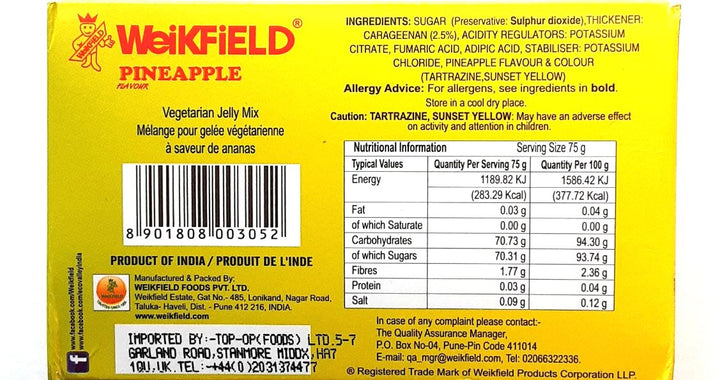 WEIKFIELD
WEiKFiELD®
PINEAPPLE
FLAVOUR
Vegetarian Jelly Mix
Mélange pour gelée végétarienne
à saveur de ananas
8 901808 003052
PRODUCT OF INDIA / PRODUIT DE L'INDE
WEIKFIELD
Manufactured & Packed By:
WEIKFIELD FOODS PVT. LTD.
Weikfield Estate, Gat No.- 485, Lonikand, Nagar Road,
Taluka- Haveli, Dist. - Pune 412 216, INDIA.
www.weikfield.com
www.facebook.com/Weikfield
www.facebook.com/ecovalleyindia
f
IMPORTED BY:-TOP-OP(FOODS) LTD.5-7
GARLAND ROAD,STANMORE MIDDX,HA7
1QU,UK.TEL:-+44(0)2031374477
INGREDIENTS: SUGAR (Preservative: Sulphur dioxide),THICKENER:
CARAGEENAN (2.5%), ACIDITY REGULATORS: POTASSIUM
CITRATE, FUMARIC ACID, ADIPIC ACID, STABILISER: POTASSIUM
CHLORIDE, PINEAPPLE FLAVOUR & COLOUR
(TARTRAZINE,SUNSET YELLOW)
Allergy Advice: For allergens, see ingredients in bold.
Store in a cool dry place.
Caution: TARTRAZINE, SUNSET YELLOW: May have an adverse effect
on activity and attention in children.
Nutritional Information Serving Size 75 g
Typical Values Quantity Per Serving 75 g Quantity Per 100 g
Energy 1189.82 KJ 1586.42 KJ
(283.29 Kcal) (377.72 Kcal)
Fat 0.03 g 0.04 g
of which Saturate 0.00 g 0.00 g
Carbohydrates 70.73 g 94.30 g
of which Sugars 70.31 g 93.74 g
Fibres 1.77 g 2.36 g
Protein 0.03 g 0.04 g
Salt 0.09 g 0.12 g
In case of any complaint please contact:-
The Quality Assurance Manager,
P.O. Box No-04, Pune-Pin Code 411014
E-mail: qa_mgr@weikfield.com, Tel: 02066322336.
® Registered Trade Mark of Weikfield Products Corporation LLP.